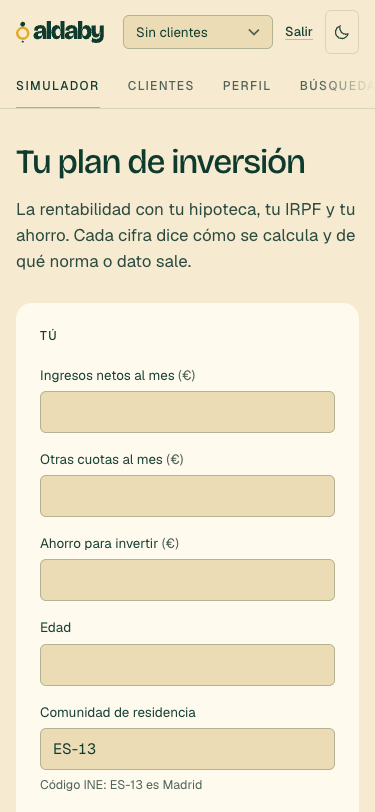 aldaby
Sin clientes
Salir
SIMULADOR
CLIENTES
PERFIL
BÚSQUEDA
Tu plan de inversión
La rentabilidad con tu hipoteca, tu IRPF y tu
ahorro. Cada cifra dice cómo se calcula y de
qué norma o dato sale.
TÚ
Ingresos netos al mes (€)
Otras cuotas al mes (€)
Ahorro para invertir (€)
Edad
Comunidad de residencia
ES-13
Código INE: ES-13 es Madrid